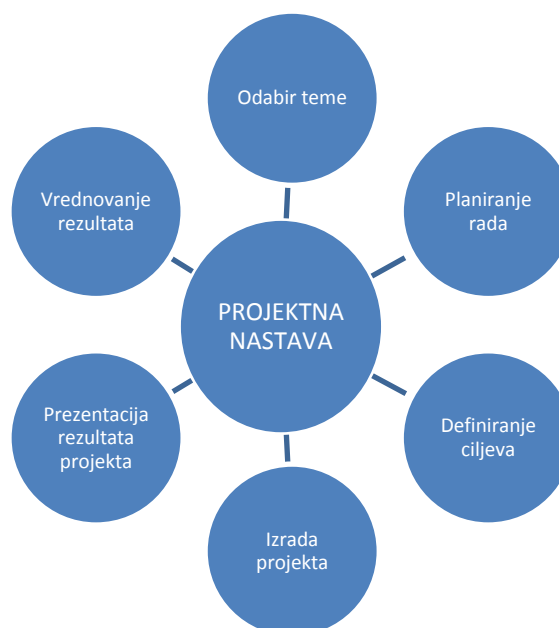 Odabir teme
Planiranje
rada
Definiranje
ciljeva
Izrada
projekta
Prezentacija
rezultata
projekta
Vrednovanje
rezultata
PROJEKTNA
NASTAVA